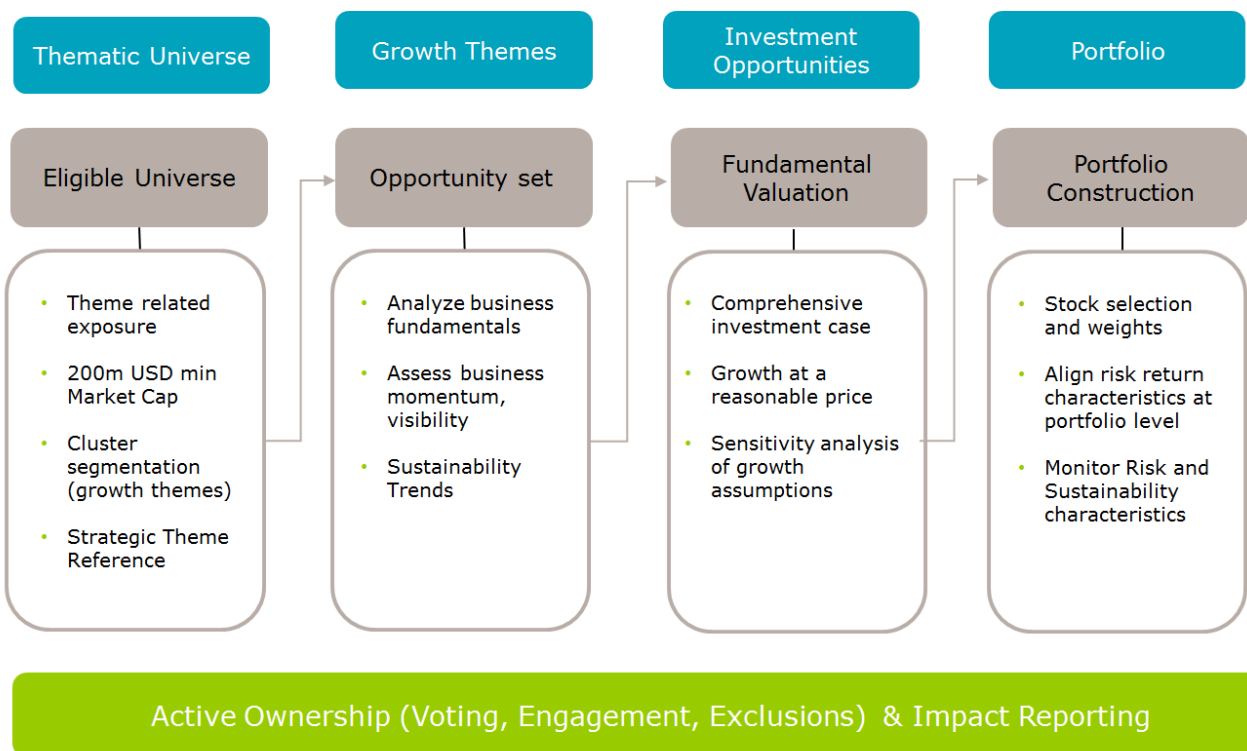 Thematic Universe
Growth Themes
Investment
Opportunities
Portfolio
Eligible Universe
Opportunity set
Fundamental
Valuation
Portfolio
Construction
• Theme related
exposure
• 200m USD min
Market Cap
• Cluster
segmentation
(growth themes)
• Strategic Theme
Reference
• Analyze business
fundamentals
• Assess business
momentum,
visibility
• Sustainability
Trends
• Comprehensive
investment case
• Growth at a
reasonable price
• Sensitivity analysis
of growth
assumptions
• Stock selection
and weights
• Align risk return
characteristics at
portfolio level
• Monitor Risk and
Sustainability
characteristics
Active Ownership (Voting, Engagement, Exclusions) & Impact Reporting